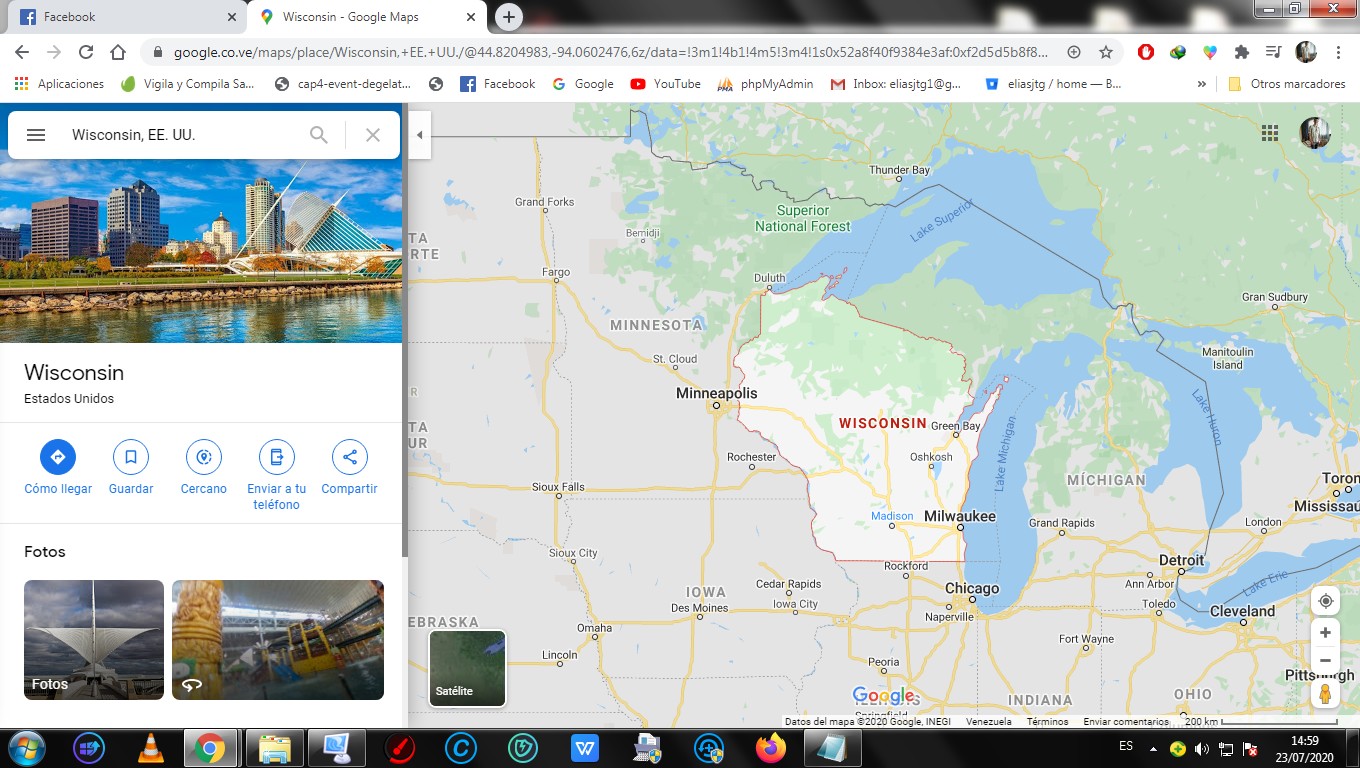 Facebook
Wisconsin - Google Maps
google.co.ve/maps/place/Wisconsin,+EE.+UU./@44.8204983,-94.0602476,6z/data=!3m1!4b1!4m5!3m4!1s0x52a8f40f9384e3af:0xf2d5d5b8f8...
Aplicaciones
Vigila y Compila Sa...
cap4-event-degelat...
Facebook
Google
YouTube
phpMyAdmin
Inbox: eliasjtg1@g...
eliasjtg / home — B...
»
Otros marcadores
Wisconsin, EE. UU.
Wisconsin
Estados Unidos
Cómo llegar
Guardar
Cercano
Enviar a tu
teléfono
Compartir
Fotos
Fotos
Thunder Bay
Grand Forks
Superior
National Forest
Lake Superior
Bemidji
TA
RTE
Fargo
Duluth
Gran Sudbury
MINNESOTA
Manitoulin
Island
St. Cloud
Minneapolis
R
Lake Huron
WISCONSIN
Green Bay
TA
UR
Lake Michigan
Rochester
Oshkosh
MÍCHIGAN
Toron
Sioux Falls
Mississau
Madison
Milwaukee
Grand Rapids
London
Sioux City
Rockford
Detroit
Cedar Rapids
Chicago
Ann Arbor
Lake Erie
IOWA
Des Moines
Iowa City
Naperville
Toledo
Cleveland
EBRASKA
Omaha
Fort Wayne
Lincoln
Peoria
Pittsburgh
Satélite
Google
ILLINOIS
INDIANA
OHIO
Springfield
Datos del mapa ©2020 Google, INEGI
Venezuela
Términos
Enviar comentarios
200 km
ES
14:59
23/07/2020